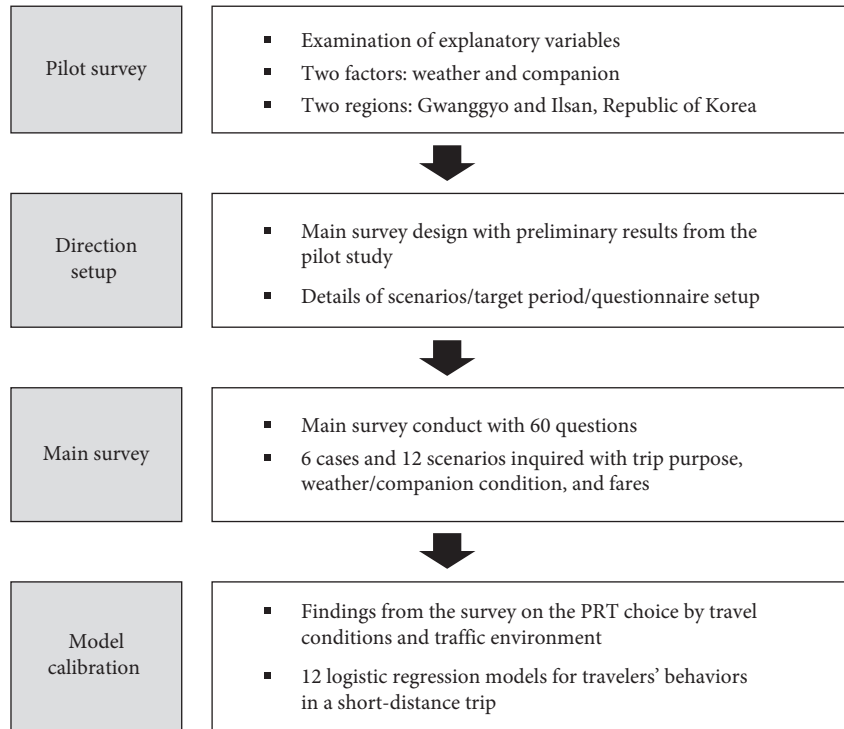 Pilot survey
▪ Examination of explanatory variables
▪ Two factors: weather and companion
▪ Two regions: Gwanggyo and Ilsan, Republic of Korea
Direction
setup
▪ Main survey design with preliminary results from the
pilot study
▪ Details of scenarios/target period/questionnaire setup
Main survey
▪ Main survey conduct with 60 questions
▪ 6 cases and 12 scenarios inquired with trip purpose,
weather/companion condition, and fares
Model
calibration
▪ Findings from the survey on the PRT choice by travel
conditions and traffic environment
▪ 12 logistic regression models for travelers’ behaviors
in a short-distance trip